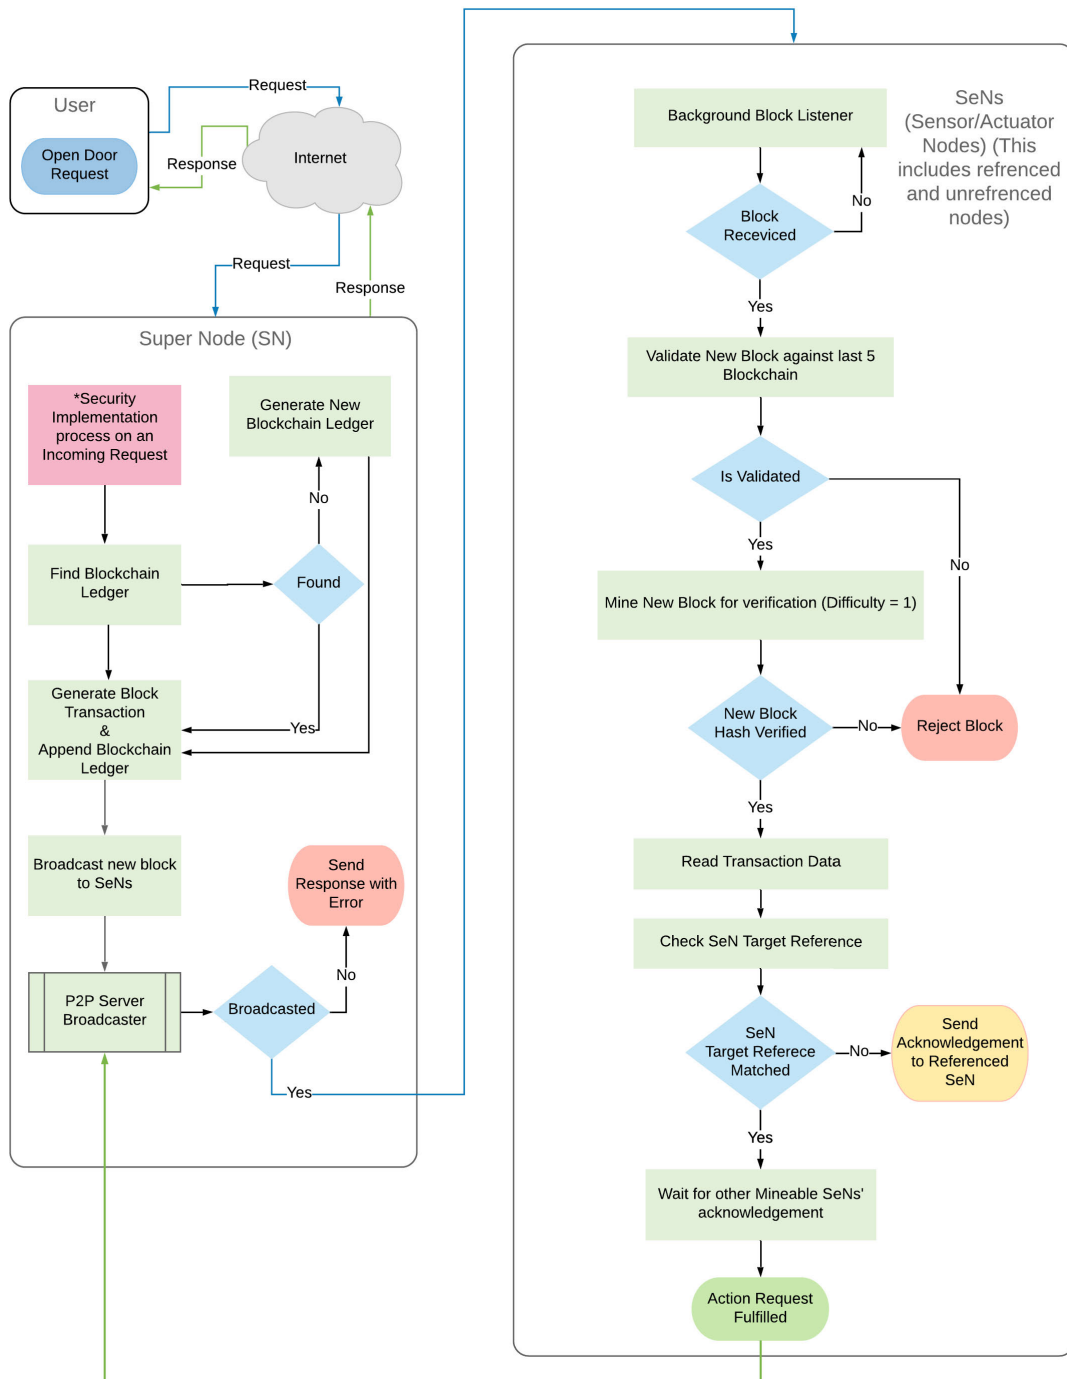 User
Open Door
Request
Request
Response
Internet
Request
Response
Super Node (SN)
*Security
Implementation
process on an
Incoming Request
Generate New
Blockchain Ledger
No
Find Blockchain
Ledger
Found
Generate Block
Transaction
&
Append Blockchain
Ledger
Yes
Broadcast new block
to SeNs
Send
Response with
Error
No
P2P Server
Broadcaster
Broadcasted
Yes
SeNs
(Sensor/Actuator
Nodes) (This
includes refrenced
and unrefrenced
nodes)
Background Block Listener
No
Block
Receviced
Yes
Validate New Block against last 5
Blockchain
Is Validated
Yes
No
Mine New Block for verification (Difficulty = 1)
New Block
Hash Verified
No
Reject Block
Yes
Read Transaction Data
Check SeN Target Reference
SeN
Target Referece
Matched
No
Send
Acknowledgement
to Referenced
SeN
Yes
Wait for other Mineable SeNs'
acknowledgement
Action Request
Fulfilled